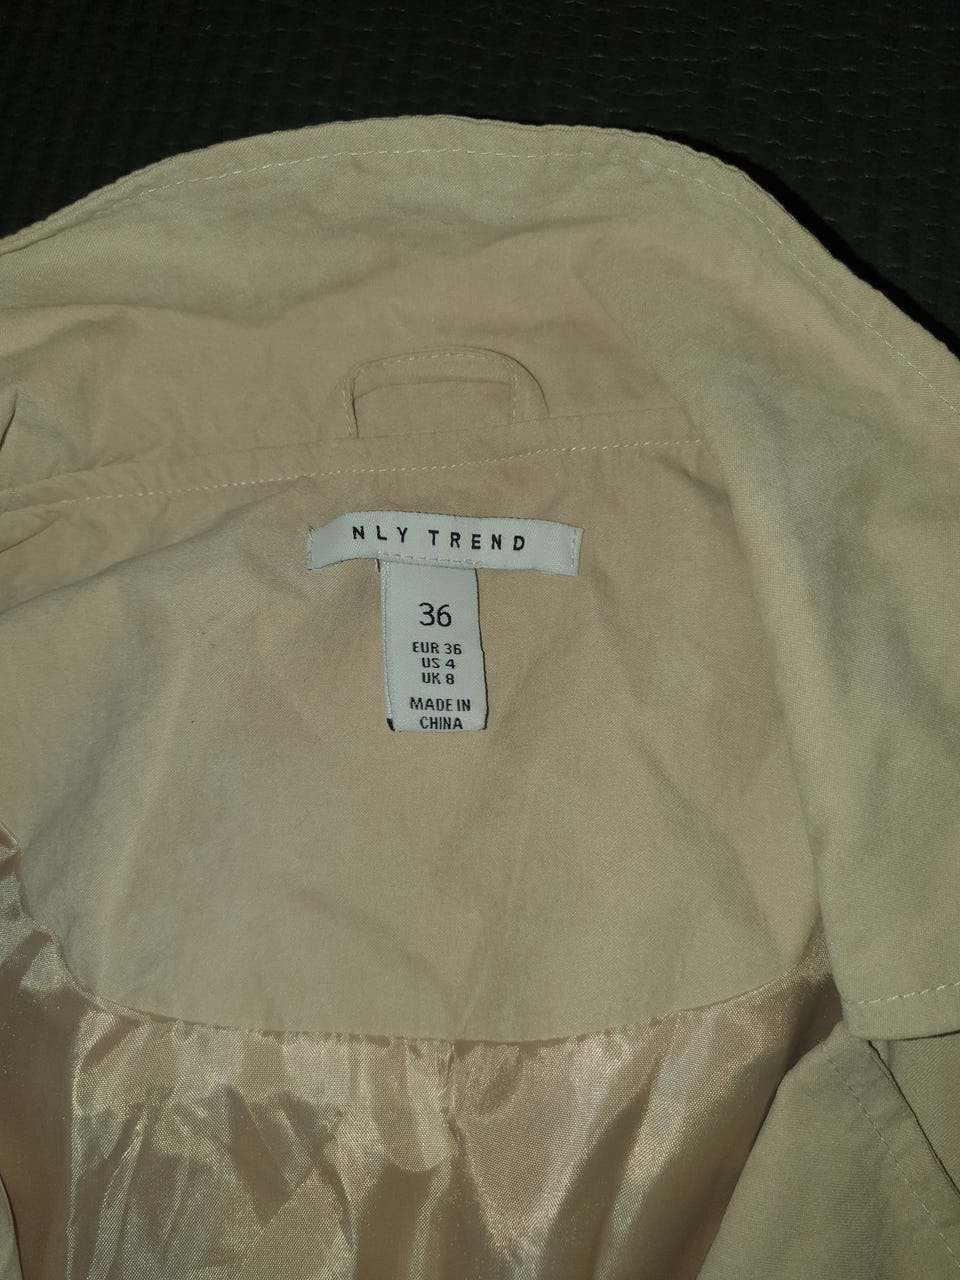 NLY TREND
36
EUR 36
US 4
UK 8
MADE IN
CHINA